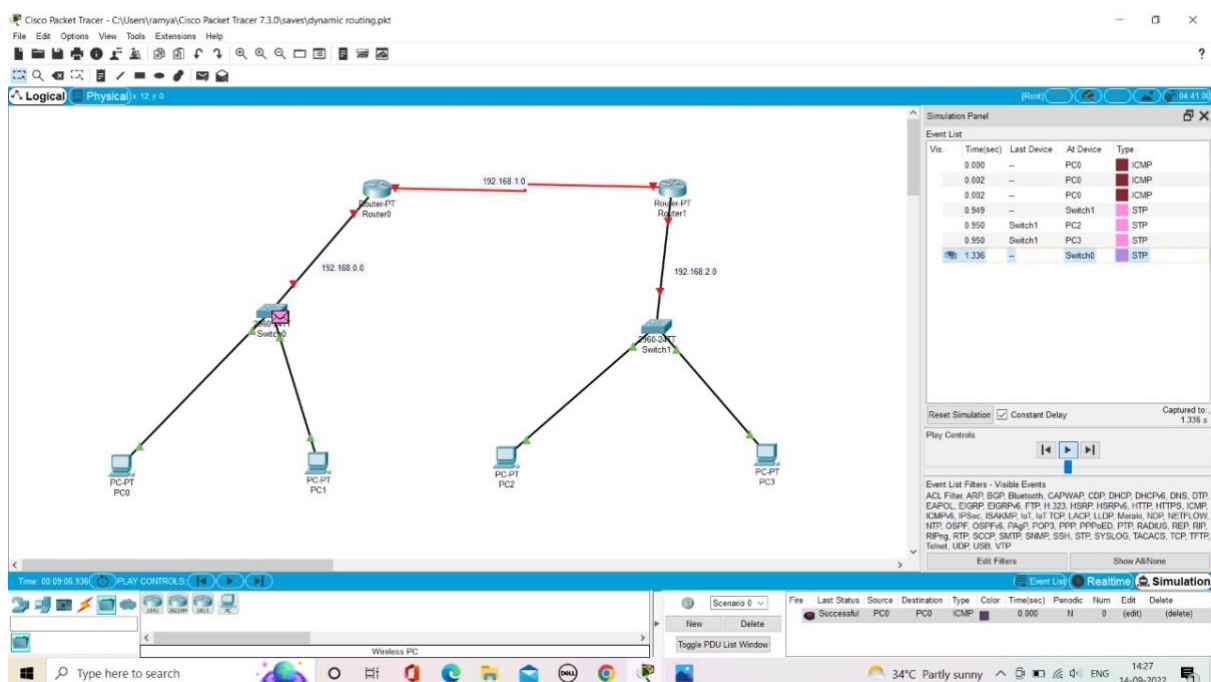 Cisco Packet Tracer - C:\Users\ramya\Cisco Packet Tracer 7.3.0\saves\dynamic routing.pkt
File Edit Options View Tools Extensions Help
?
Logical Physical x: 12, y: 0 [Root] 04:41:00
192.168.1.0
Router-PT
Router0
Router-PT
Router1
192.168.0.0
192.168.2.0
2960-24TT
Switch0
2960-24TT
Switch1
PC-PT
PC0
PC-PT
PC1
PC-PT
PC2
PC-PT
PC3
Simulation Panel
Event List
Vis. Time(sec) Last Device At Device Type
0.000 -- PC0 ICMP
0.002 -- PC0 ICMP
0.002 -- PC0 ICMP
0.949 -- Switch1 STP
0.950 Switch1 PC2 STP
0.950 Switch1 PC3 STP
1.336 -- Switch0 STP
Reset Simulation Constant Delay Captured to:
1.336 s
Play Controls
Event List Filters - Visible Events
ACL Filter, ARP, BGP, Bluetooth, CAPWAP, CDP, DHCP, DHCPv6, DNS, DTP,
EAPOL, EIGRP, EIGRPv6, FTP, H.323, HSRP, HSRPv6, HTTP, HTTPS, ICMP,
ICMPv6, IPSec, ISAKMP, IoT, IoT TCP, LACP, LLDP, Meraki, NDP, NETFLOW,
NTP, OSPF, OSPFv6, PAgP, POP3, PPP, PPPoED, PTP, RADIUS, REP, RIP,
RIPng, RTP, SCCP, SMTP, SNMP, SSH, STP, SYSLOG, TACACS, TCP, TFTP,
Telnet, UDP, USB, VTP
Edit Filters Show All/None
Time: 00:09:06.936 PLAY CONTROLS: Event List Realtime Simulation
1941 2620XM 2811 PC
Wireless PC
Scenario 0
New Delete
Toggle PDU List Window
Fire Last Status Source Destination Type Color Time(sec) Periodic Num Edit Delete
Successful PC0 PC0 ICMP 0.000 N 0 (edit) (delete)
Type here to search
DELL
34°C Partly sunny ENG
14:27
14-09-2022